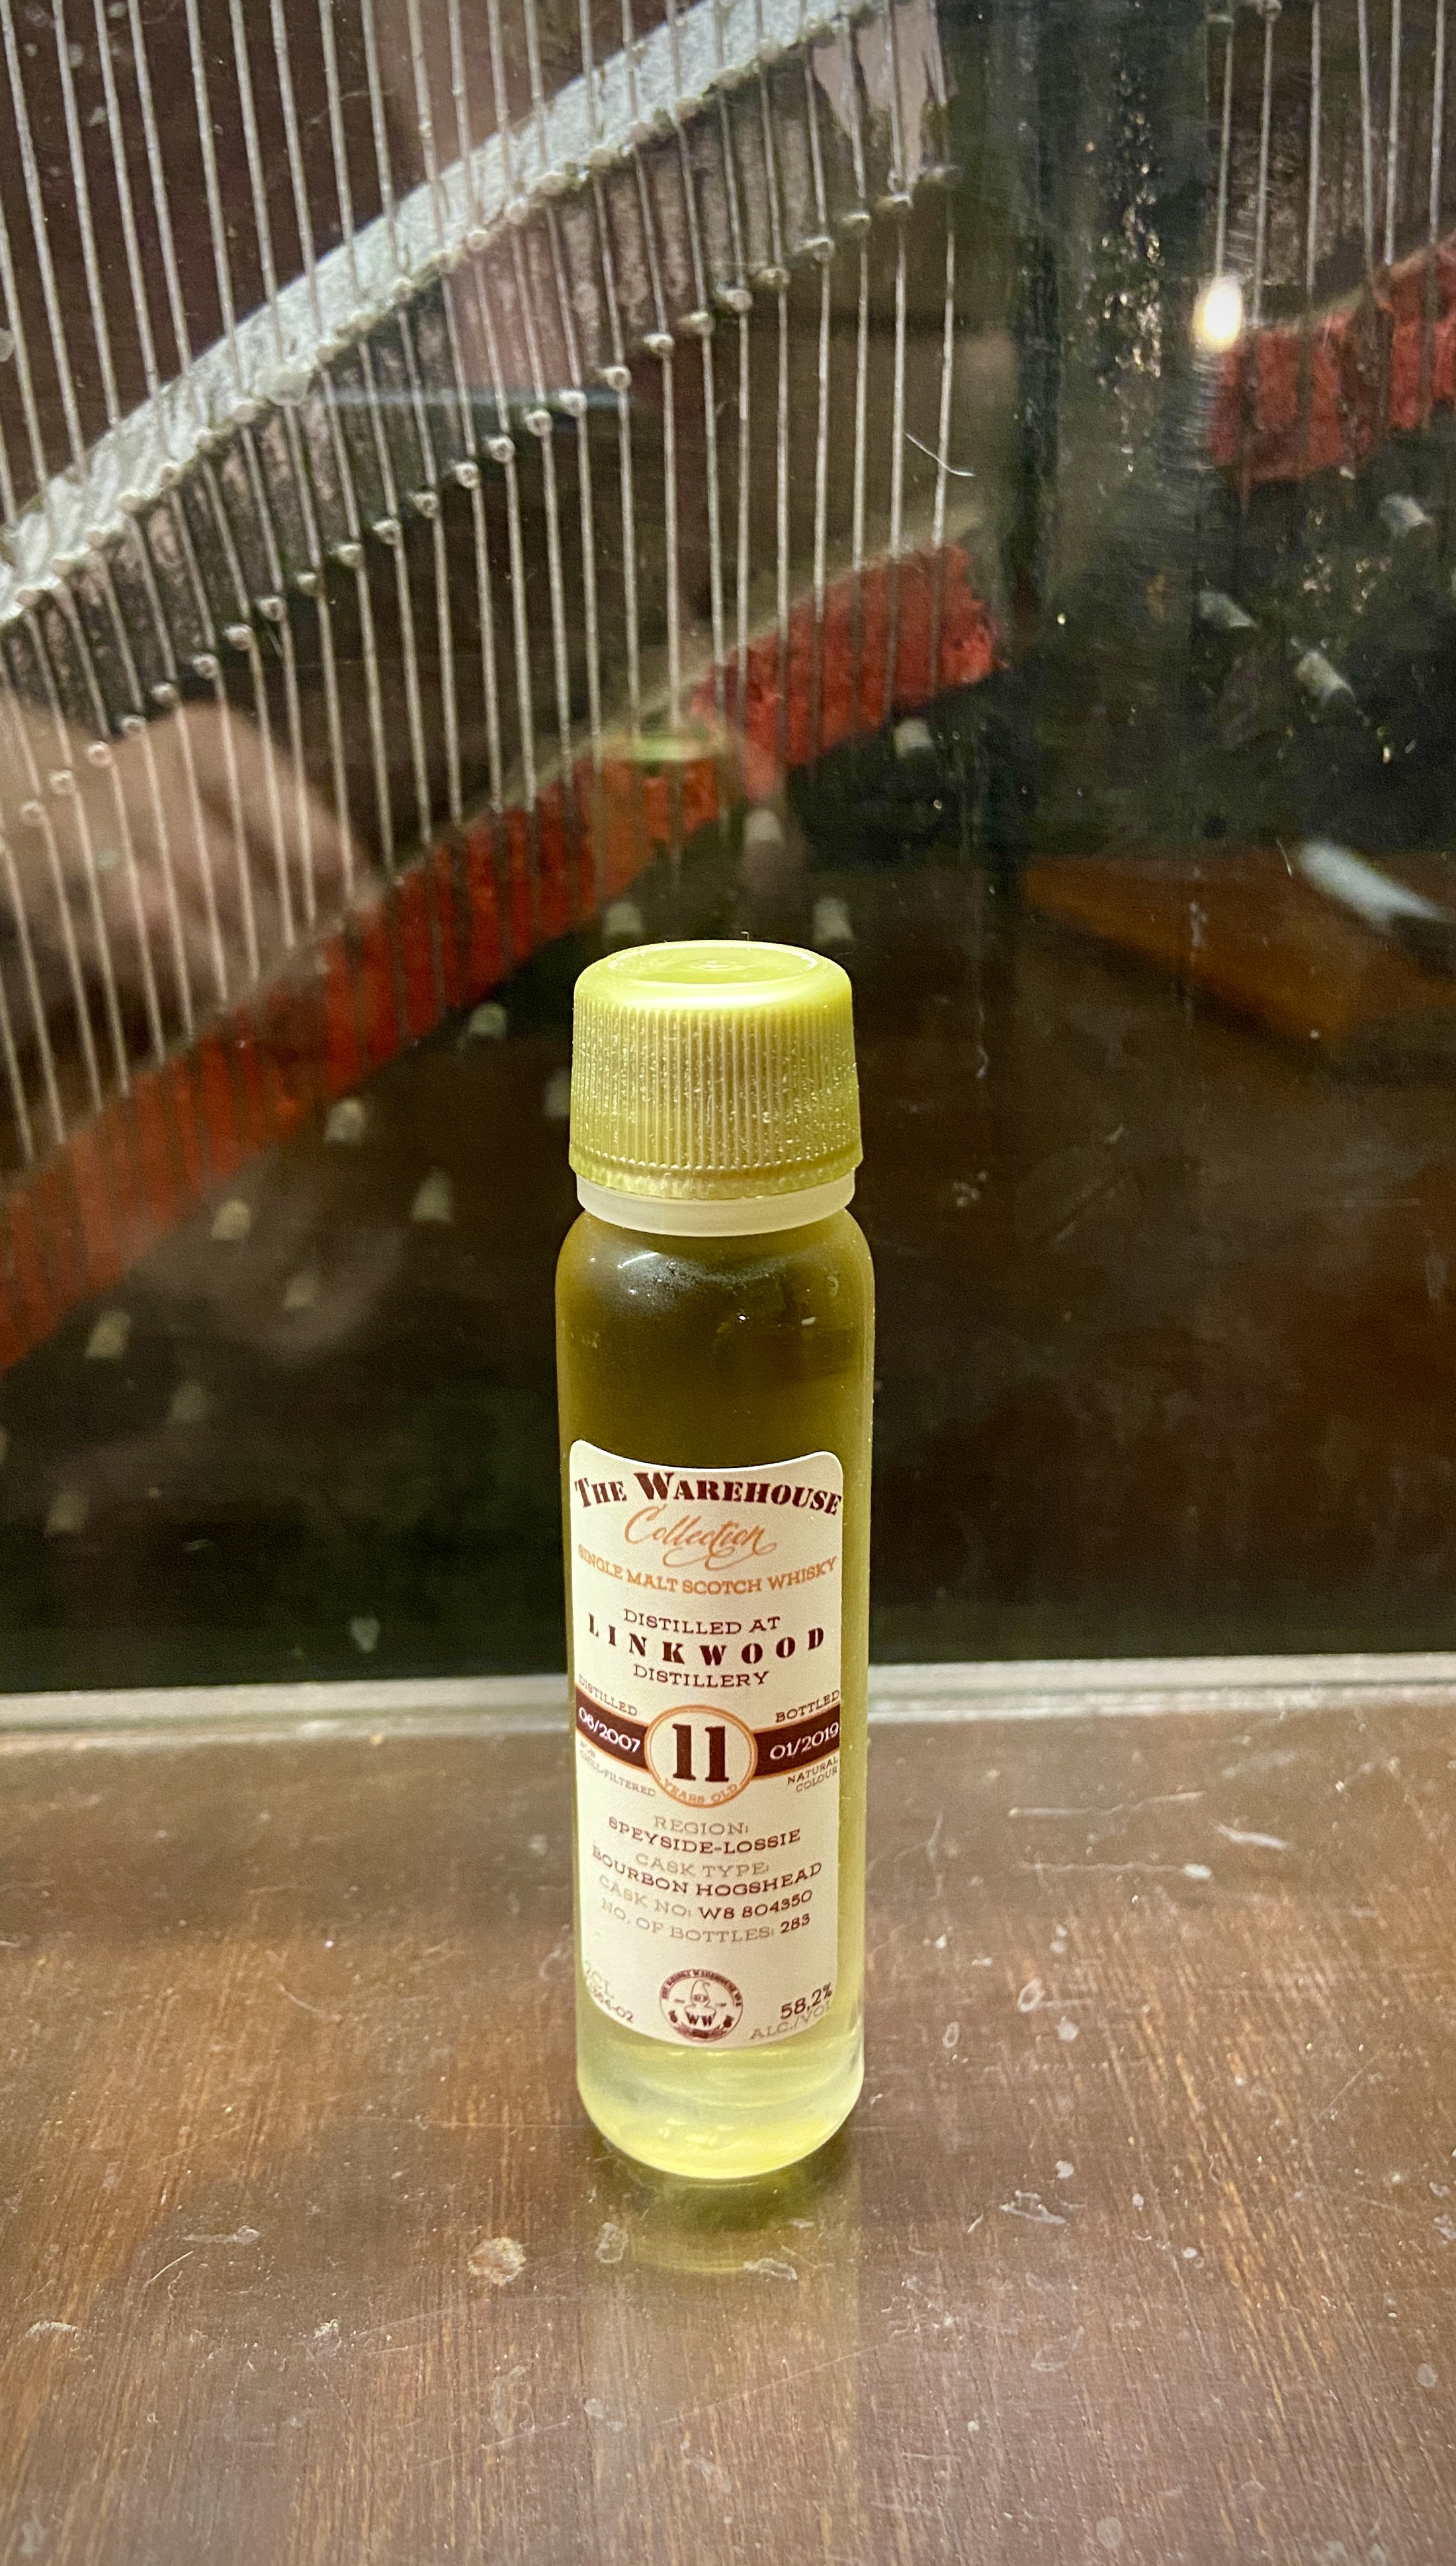 THE WAREHOUSE
Collection
SINGLE MALT SCOTCH WHISKY
DISTILLED AT
LINKWOOD
DISTILLERY
DISTILLED
BOTTLED
06/2007
11
01/2019
YEARS OLD
CHILL-FILTERED
NATURAL
COLOUR
REGION:
SPEYSIDE-LOSSIE
CASK TYPE:
BOURBON HOGSHEAD
CASK NO: W8 804350
NO. OF BOTTLES: 283
WW
58,2%
ALC./VOL